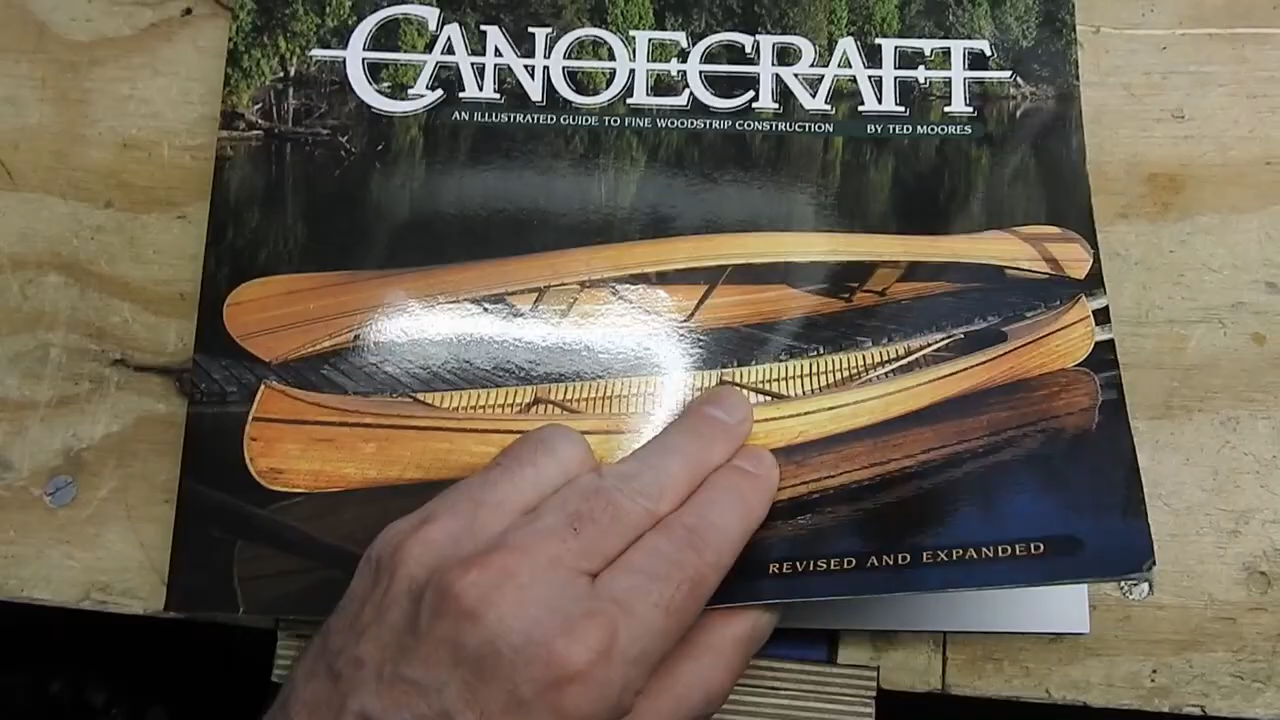 CANOECRAFT
AN ILLUSTRATED GUIDE TO FINE WOODSTRIP CONSTRUCTION BY TED MOORES
REVISED AND EXPANDED